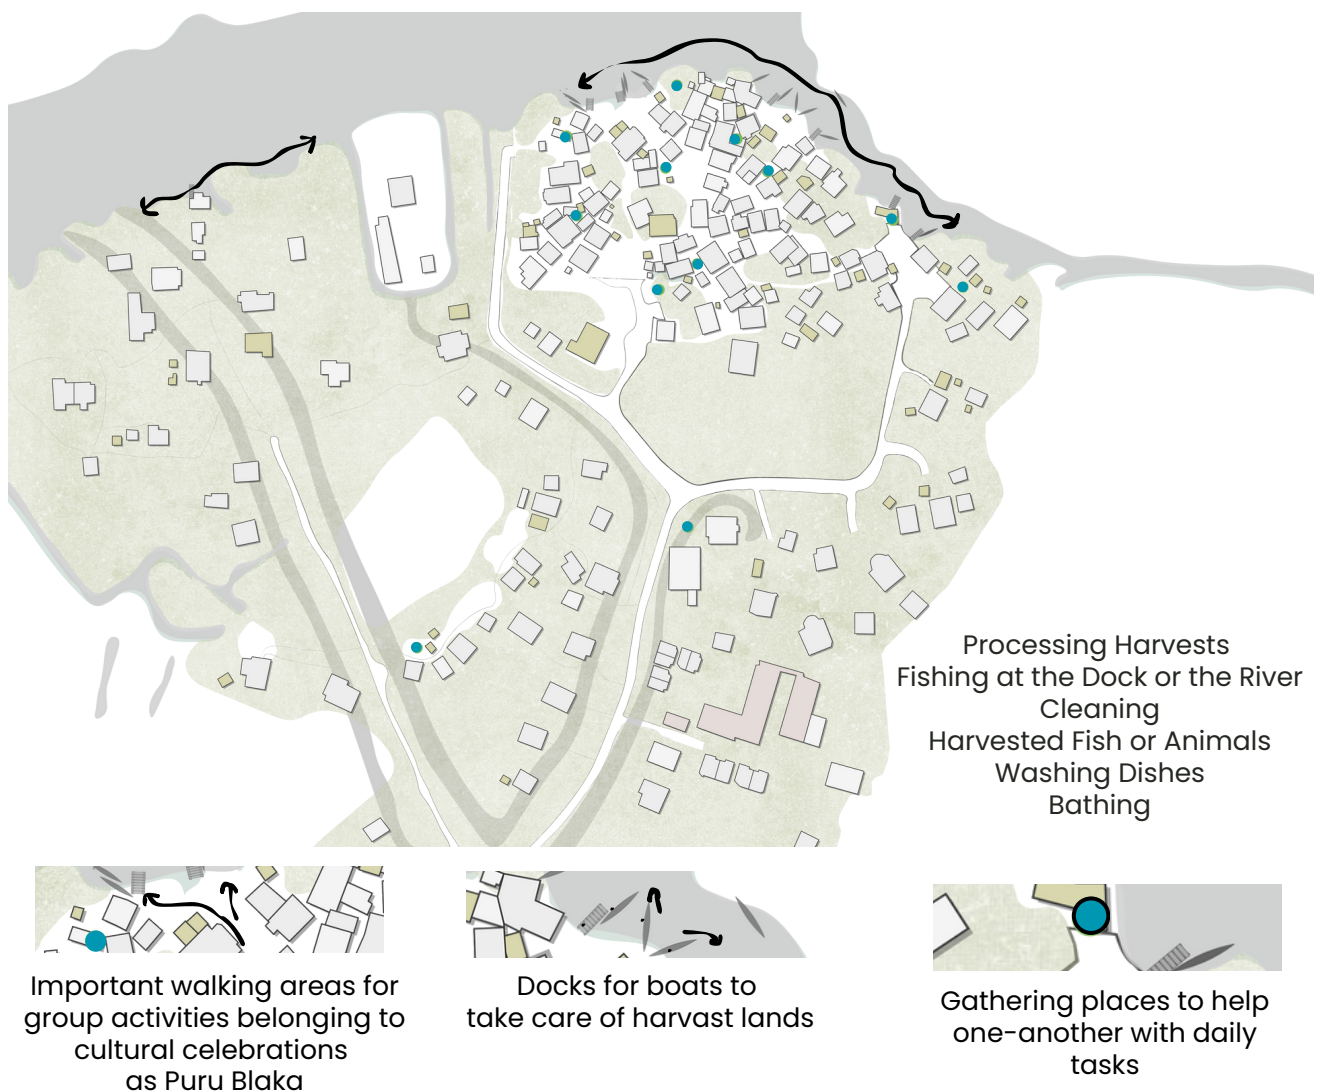 Processing Harvests
Fishing at the Dock or the River
Cleaning
Harvested Fish or Animals
Washing Dishes
Bathing
Important walking areas for
group activities belonging to
cultural celebrations
as Puru Blaka
Docks for boats to
take care of harvast lands
Gathering places to help
one-another with daily
tasks